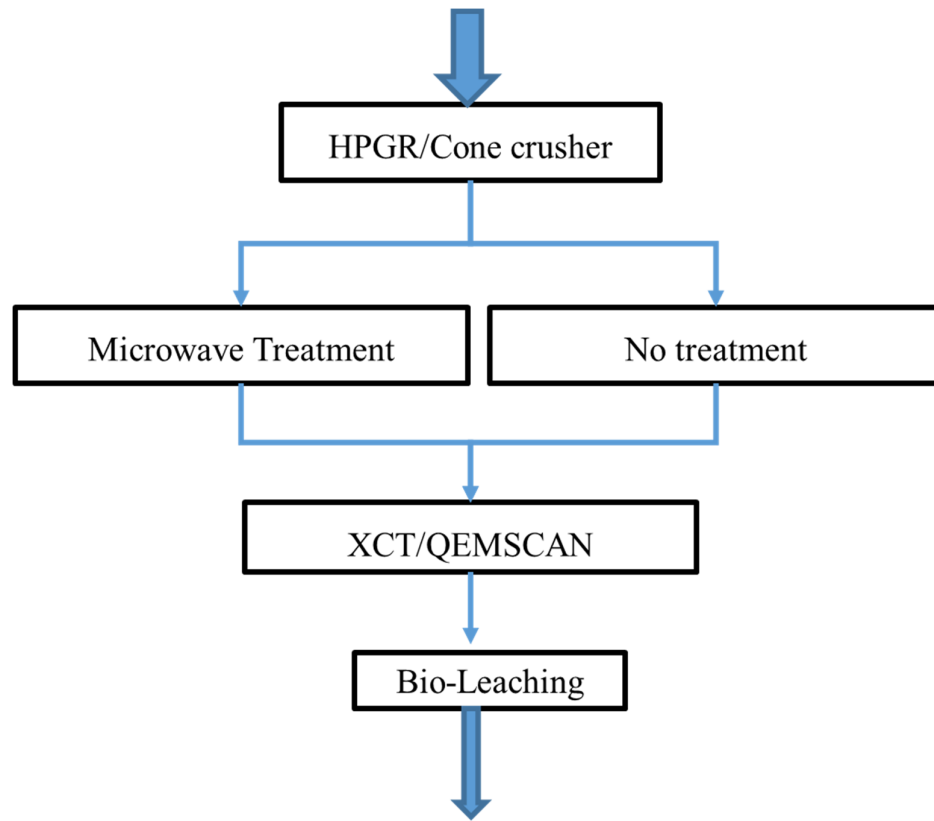 HPGR/Cone crusher
Microwave Treatment
No treatment
XCT/QEMSCAN
Bio-Leaching